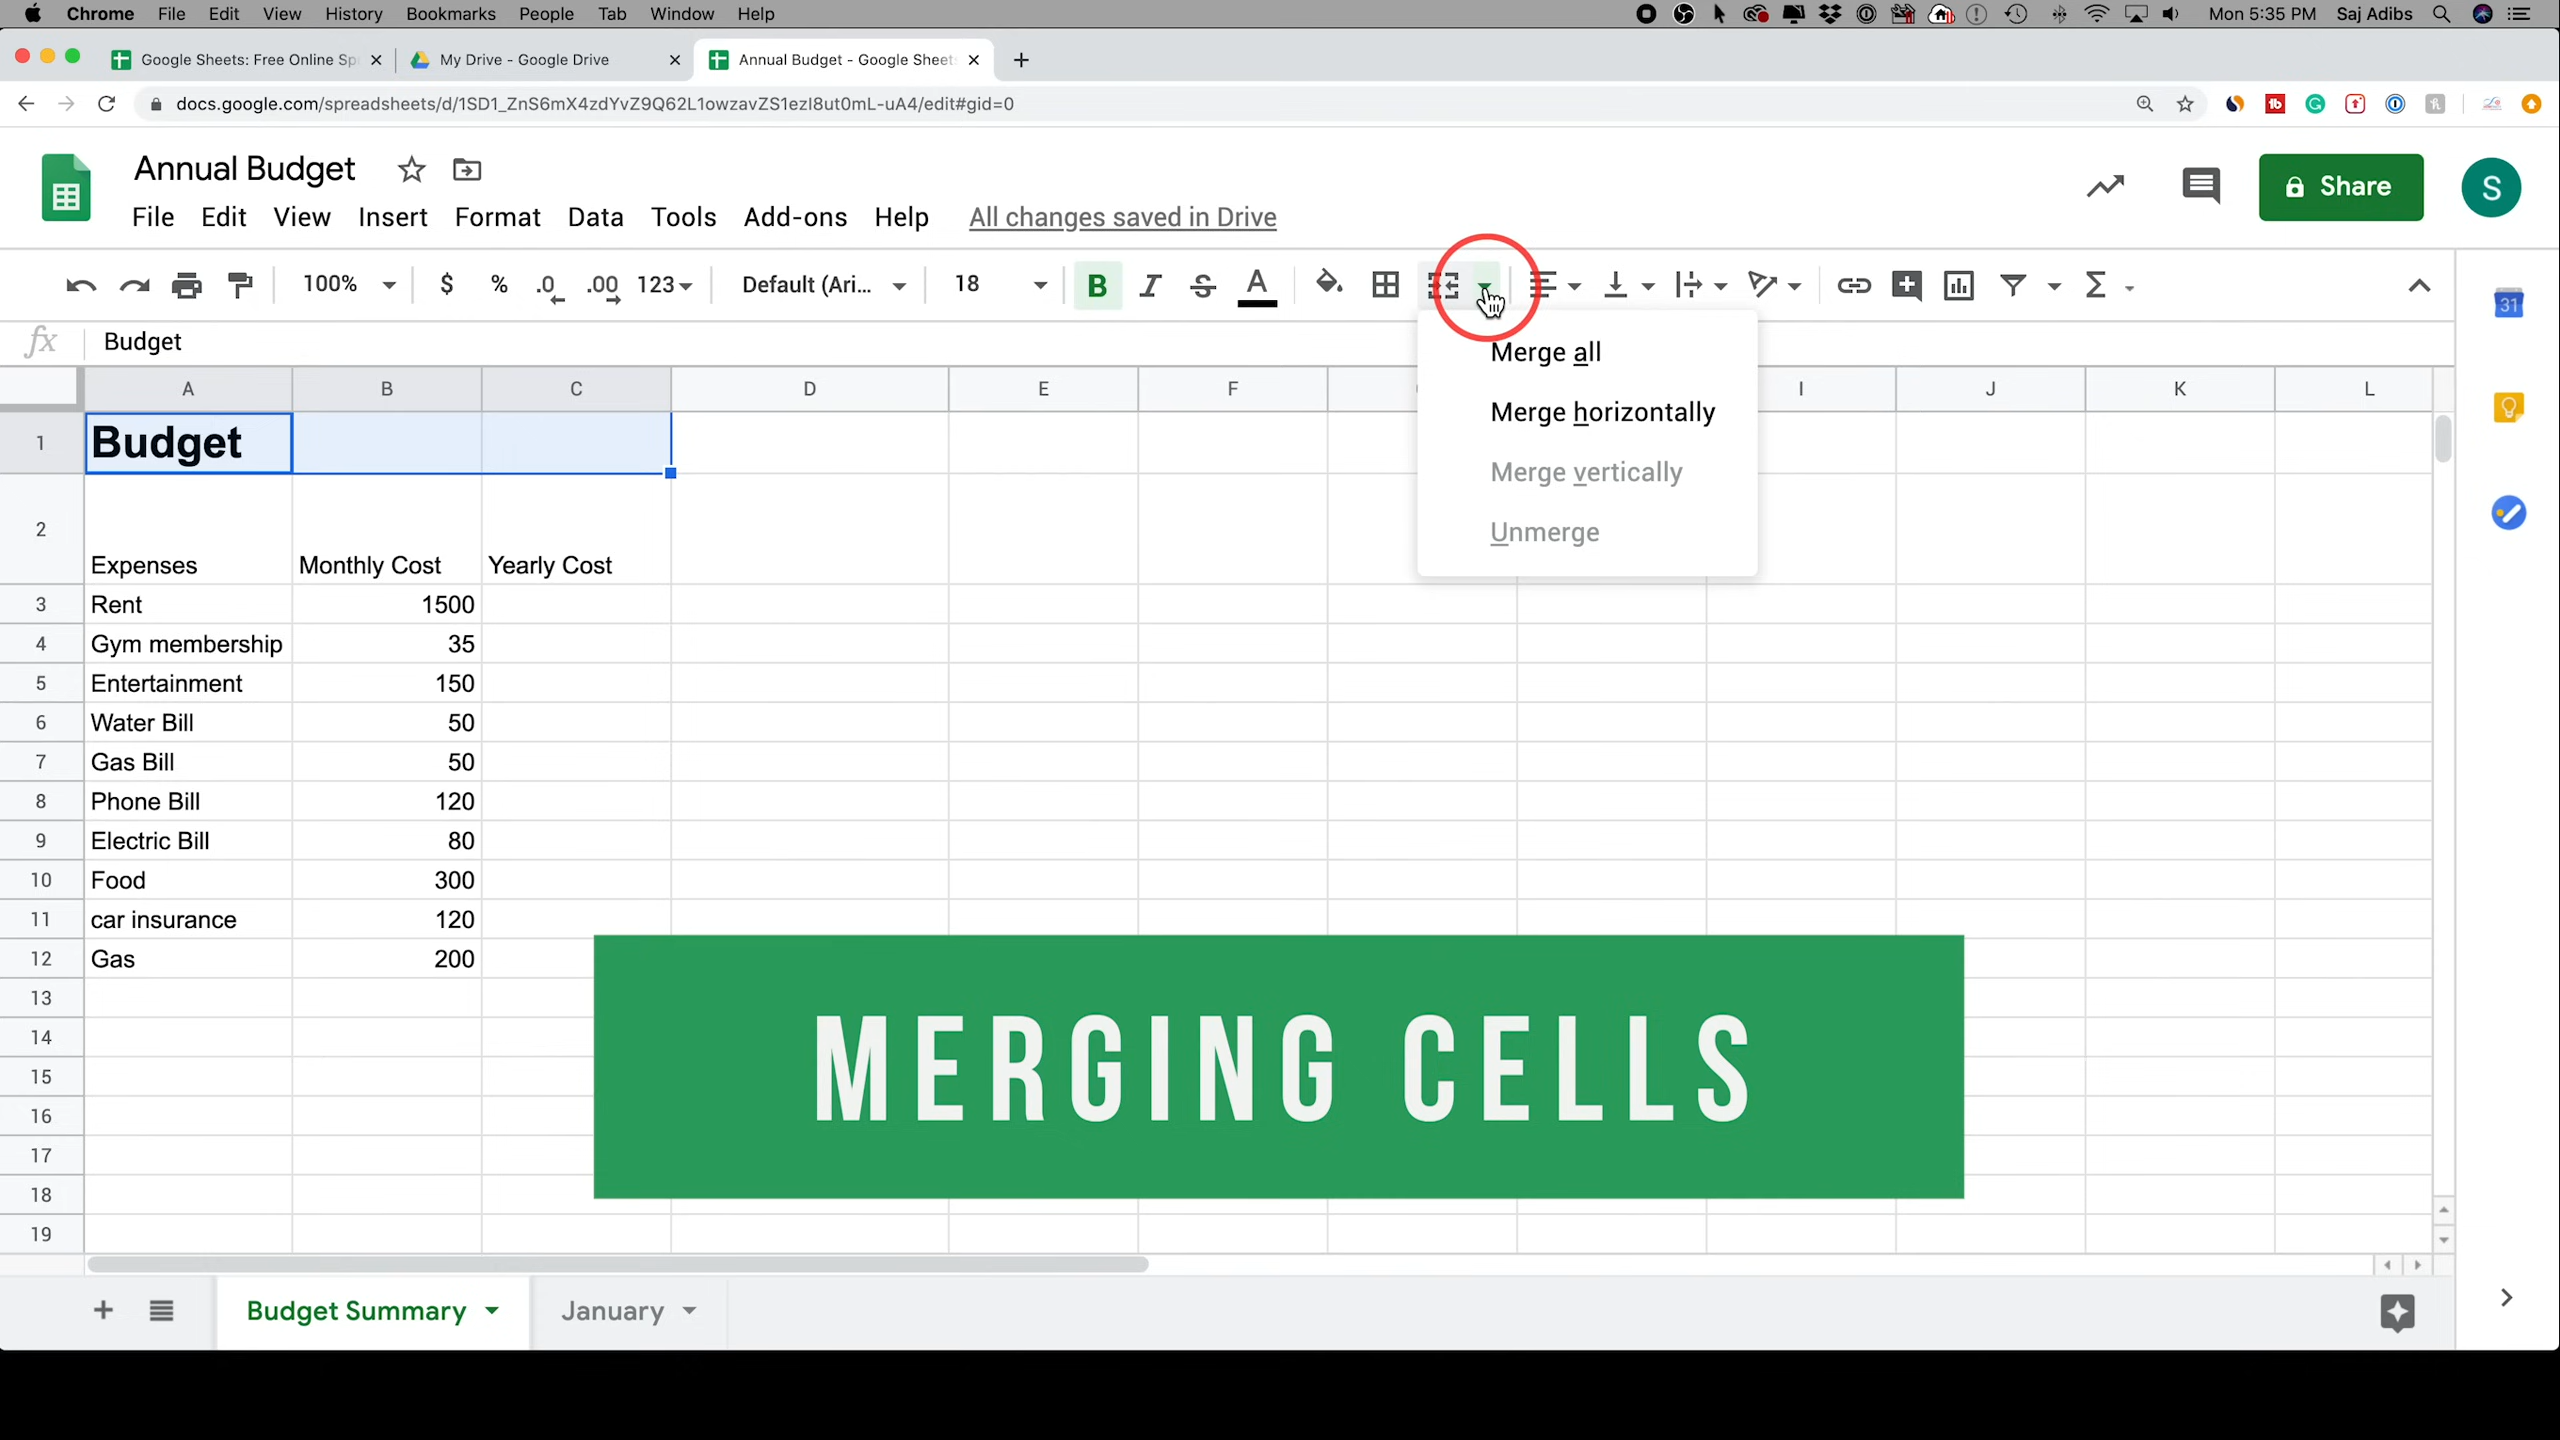 Chrome File Edit View History Bookmarks People Tab Window Help Mon 5:35 PM Saj Adibs
Google Sheets: Free Online Sp My Drive - Google Drive Annual Budget - Google Sheets
docs.google.com/spreadsheets/d/1SD1_ZnS6mX4zdYvZ9Q62L1owzavZS1ezI8ut0mL-uA4/edit#gid=0
Annual Budget
Share
S
File Edit View Insert Format Data Tools Add-ons Help All changes saved in Drive
100% $ % .0 .00 123 Default (Ari... 18 B I S A Σ
31
fx Budget
Merge all
Merge horizontally
Merge vertically
Unmerge
A B C D E F I J K L
1 Budget
2 Expenses Monthly Cost Yearly Cost
3 Rent 1500
4 Gym membership 35
5 Entertainment 150
6 Water Bill 50
7 Gas Bill 50
8 Phone Bill 120
9 Electric Bill 80
10 Food 300
11 car insurance 120
12 Gas 200
13
14
15
16
17
18
19
MERGING CELLS
Budget Summary January